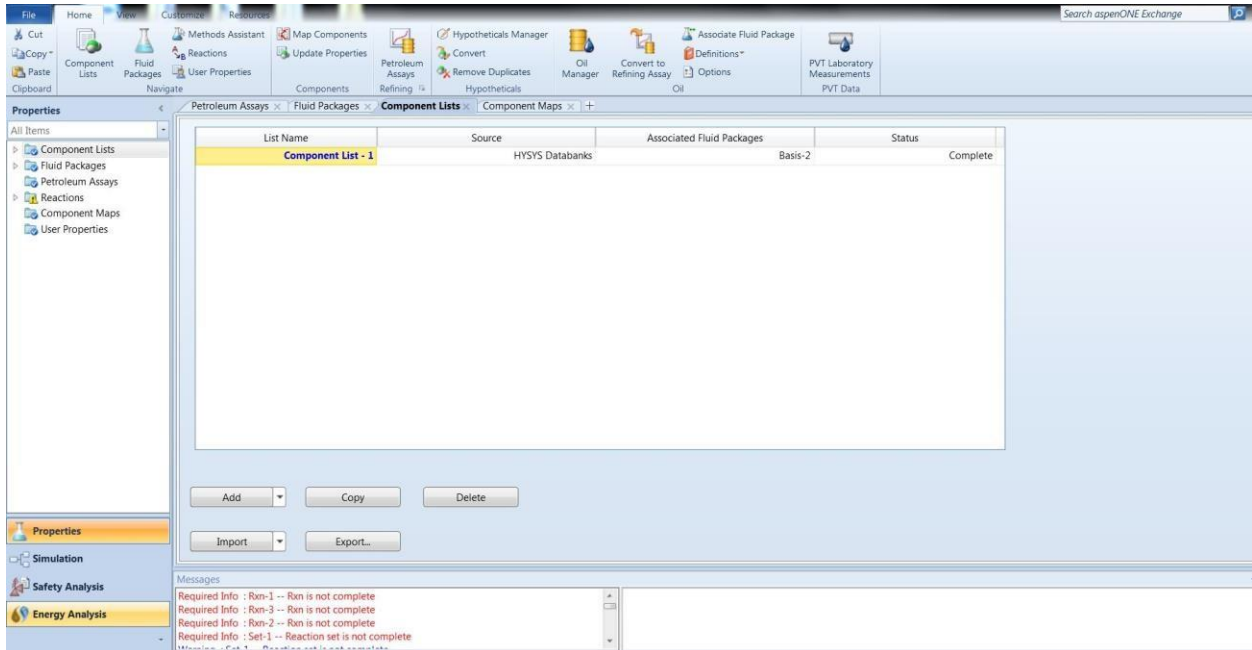 File Home View Customize Resources Search aspenONE Exchange
Cut
Copy
Paste
Clipboard
Component Lists
Fluid Packages
Methods Assistant
Reactions
User Properties
Navigate
Map Components
Update Properties
Components
Petroleum Assays
Refining
Hypotheticals Manager
Convert
Remove Duplicates
Hypotheticals
Oil Manager
Convert to Refining Assay
Associate Fluid Package
Definitions
Options
Oil
PVT Laboratory Measurements
PVT Data
Properties
All Items
Component Lists
Fluid Packages
Petroleum Assays
Reactions
Component Maps
User Properties
Petroleum Assays Fluid Packages Component Lists Component Maps +
List Name Source Associated Fluid Packages Status
Component List - 1 HYSYS Databanks Basis-2 Complete
Add Copy Delete
Import Export...
Properties
Simulation
Safety Analysis
Energy Analysis
Messages
Required Info : Rxn-1 -- Rxn is not complete
Required Info : Rxn-3 -- Rxn is not complete
Required Info : Rxn-2 -- Rxn is not complete
Required Info : Set-1 -- Reaction set is not complete